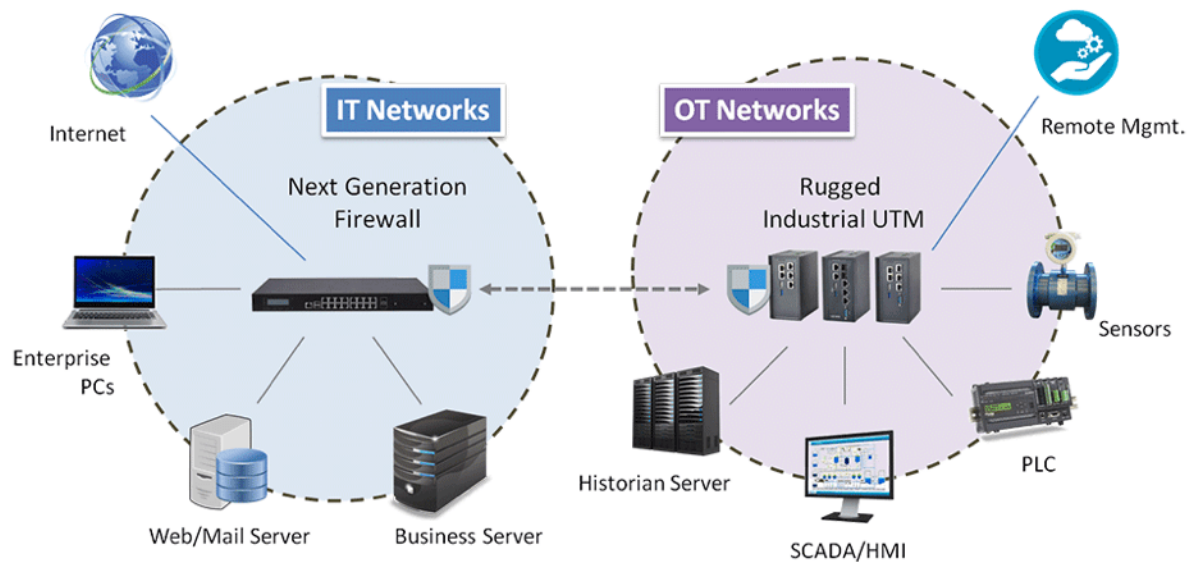 IT Networks
OT Networks
Internet
Remote Mgmt.
Next Generation
Firewall
Rugged
Industrial UTM
Enterprise
PCs
Sensors
Web/Mail Server
Business Server
Historian Server
SCADA/HMI
PLC